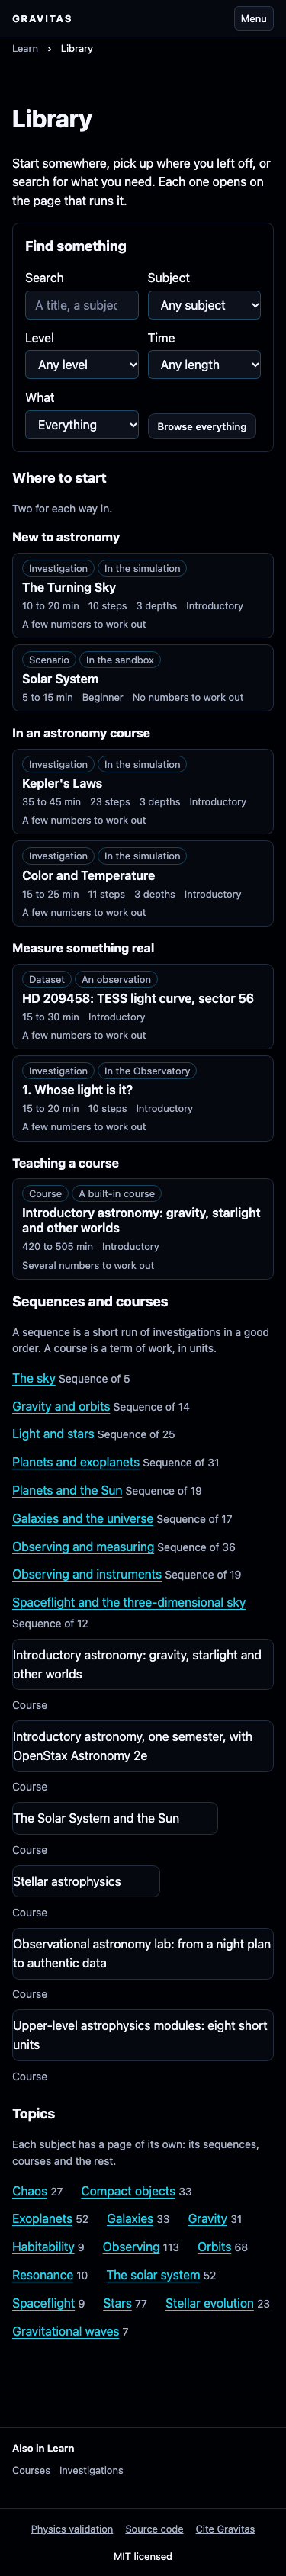 GRAVITAS
Menu
Learn › Library
Library
Start somewhere, pick up where you left off, or
search for what you need. Each one opens on
the page that runs it.
Find something
Search
Subject
A title, a subjec
Any subject
Level
Time
Any level
Any length
What
Everything
Browse everything
Where to start
Two for each way in.
New to astronomy
Investigation In the simulation
The Turning Sky
10 to 20 min 10 steps 3 depths Introductory
A few numbers to work out
Scenario In the sandbox
Solar System
5 to 15 min Beginner No numbers to work out
In an astronomy course
Investigation In the simulation
Kepler's Laws
35 to 45 min 23 steps 3 depths Introductory
A few numbers to work out
Investigation In the simulation
Color and Temperature
15 to 25 min 11 steps 3 depths Introductory
A few numbers to work out
Measure something real
Dataset An observation
HD 209458: TESS light curve, sector 56
15 to 30 min Introductory
A few numbers to work out
Investigation In the Observatory
1. Whose light is it?
15 to 20 min 10 steps Introductory
A few numbers to work out
Teaching a course
Course A built-in course
Introductory astronomy: gravity, starlight
and other worlds
420 to 505 min Introductory
Several numbers to work out
Sequences and courses
A sequence is a short run of investigations in a good
order. A course is a term of work, in units.
The sky Sequence of 5
Gravity and orbits Sequence of 14
Light and stars Sequence of 25
Planets and exoplanets Sequence of 31
Planets and the Sun Sequence of 19
Galaxies and the universe Sequence of 17
Observing and measuring Sequence of 36
Observing and instruments Sequence of 19
Spaceflight and the three-dimensional sky
Sequence of 12
Introductory astronomy: gravity, starlight and
other worlds
Course
Introductory astronomy, one semester, with
OpenStax Astronomy 2e
Course
The Solar System and the Sun
Course
Stellar astrophysics
Course
Observational astronomy lab: from a night plan
to authentic data
Course
Upper-level astrophysics modules: eight short
units
Course
Topics
Each subject has a page of its own: its sequences,
courses and the rest.
Chaos 27 Compact objects 33
Exoplanets 52 Galaxies 33 Gravity 31
Habitability 9 Observing 113 Orbits 68
Resonance 10 The solar system 52
Spaceflight 9 Stars 77 Stellar evolution 23
Gravitational waves 7
Also in Learn
Courses Investigations
Physics validation Source code Cite Gravitas
MIT licensed